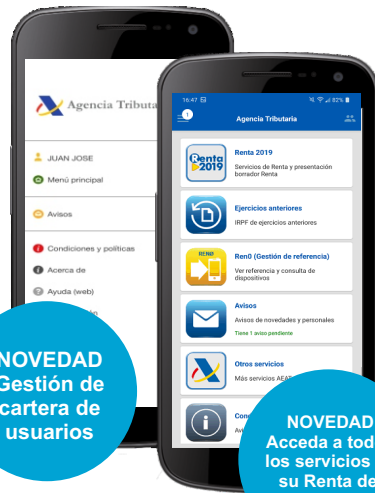 Agencia Tributa
JUAN JOSE
Menú principal
Avisos
Condiciones y políticas
Acerca de
Ayuda (web)
NOVEDAD
Gestión de
cartera de
usuarios
16:47
82%
1
Agencia Tributaria
Renta
2019
Renta 2019
Servicios de Renta y presentación
borrador Renta
Ejercicios anteriores
IRPF de ejercicios anteriores
REN0
Ren0 (Gestión de referencia)
Ver referencia y consulta de
dispositivos
Avisos
Avisos de novedades y personales
Tiene 1 aviso pendiente
Otros servicios
Más servicios AEAT
NOVEDAD
Acceda a tod
los servicios
su Renta de